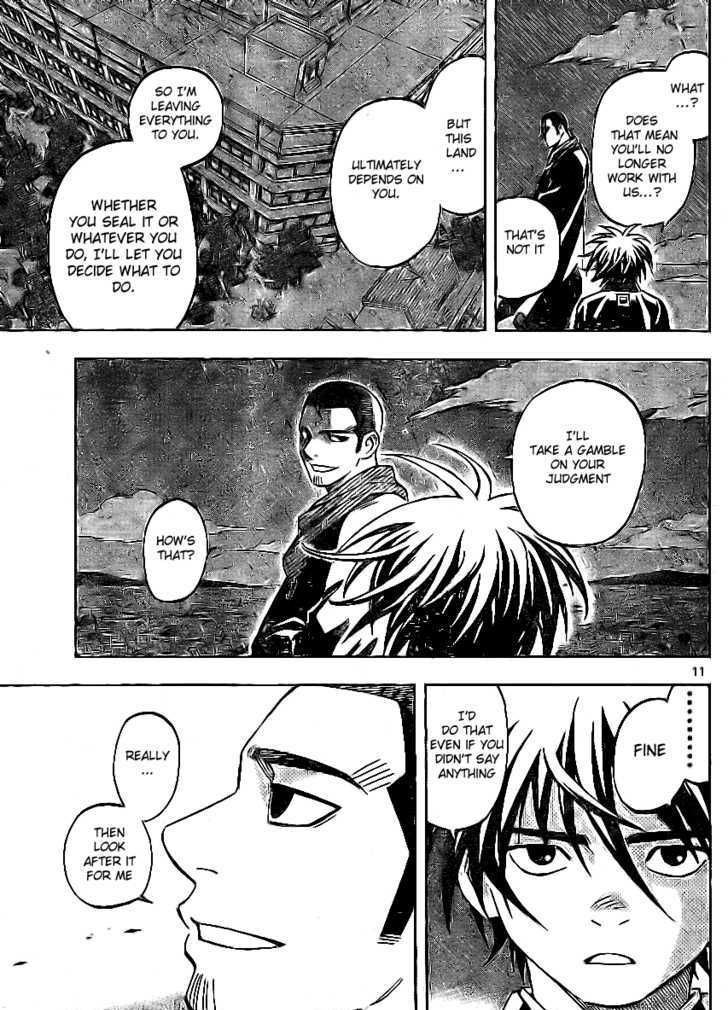 WHAT
...?
DOES
THAT MEAN
YOU'LL NO
LONGER
WORK WITH
US...?
THAT'S
NOT IT
BUT
THIS
LAND
...
ULTIMATELY
DEPENDS ON
YOU.
SO I'M
LEAVING
EVERYTHING
TO YOU.
WHETHER
YOU SEAL IT OR
WHATEVER YOU
DO, I'LL LET YOU
DECIDE WHAT TO
DO.
I'LL
TAKE A GAMBLE
ON YOUR
JUDGMENT
HOW'S
THAT?
11
.........
FINE
I'D
DO THAT
EVEN IF YOU
DIDN'T SAY
ANYTHING
REALLY
...
THEN
LOOK
AFTER IT
FOR ME